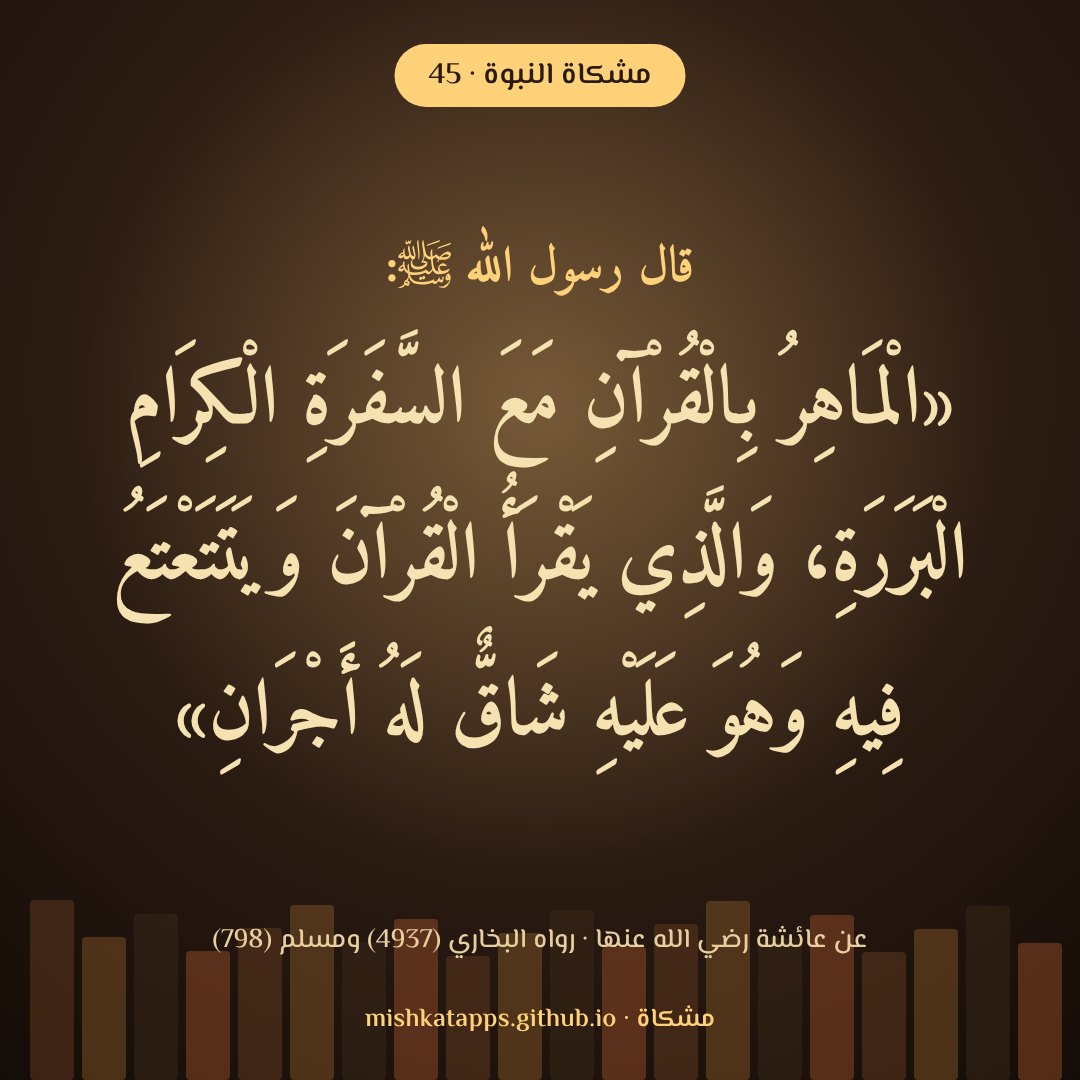 مشكاة النبوة · 45
قال رسول الله ﷺ:
«الْمَاهِرُ بِالْقُرْآنِ مَعَ السَّفَرَةِ الْكِرَامِ
الْبَرَرَةِ، وَالَّذِي يَقْرَأُ الْقُرْآنَ وَيَتَتَعْتَعُ
فِيهِ وَهُوَ عَلَيْهِ شَاقٌّ لَهُ أَجْرَانِ»
عن عائشة رضي الله عنها · رواه البخاري (4937) ومسلم (798)
مشكاة · mishkatapps.github.io